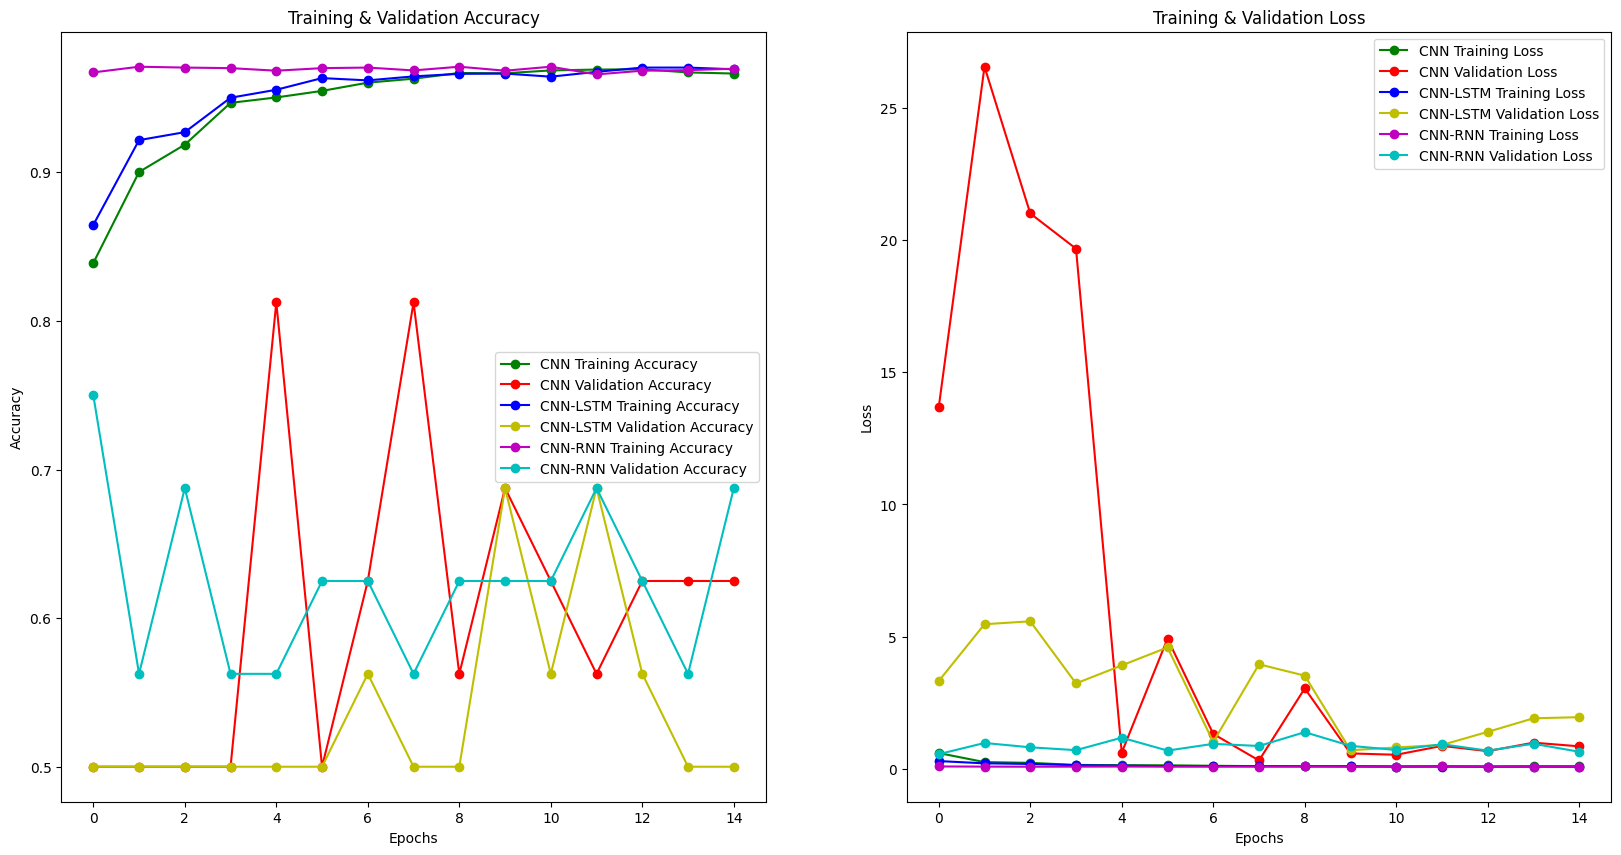 Training & Validation Accuracy
Accuracy
0.9
0.8
0.7
0.6
0.5
CNN Training Accuracy
CNN Validation Accuracy
CNN-LSTM Training Accuracy
CNN-LSTM Validation Accuracy
CNN-RNN Training Accuracy
CNN-RNN Validation Accuracy
0 2 4 6 8 10 12 14
Epochs
Training & Validation Loss
Loss
25
20
15
10
5
0
CNN Training Loss
CNN Validation Loss
CNN-LSTM Training Loss
CNN-LSTM Validation Loss
CNN-RNN Training Loss
CNN-RNN Validation Loss
0 2 4 6 8 10 12 14
Epochs